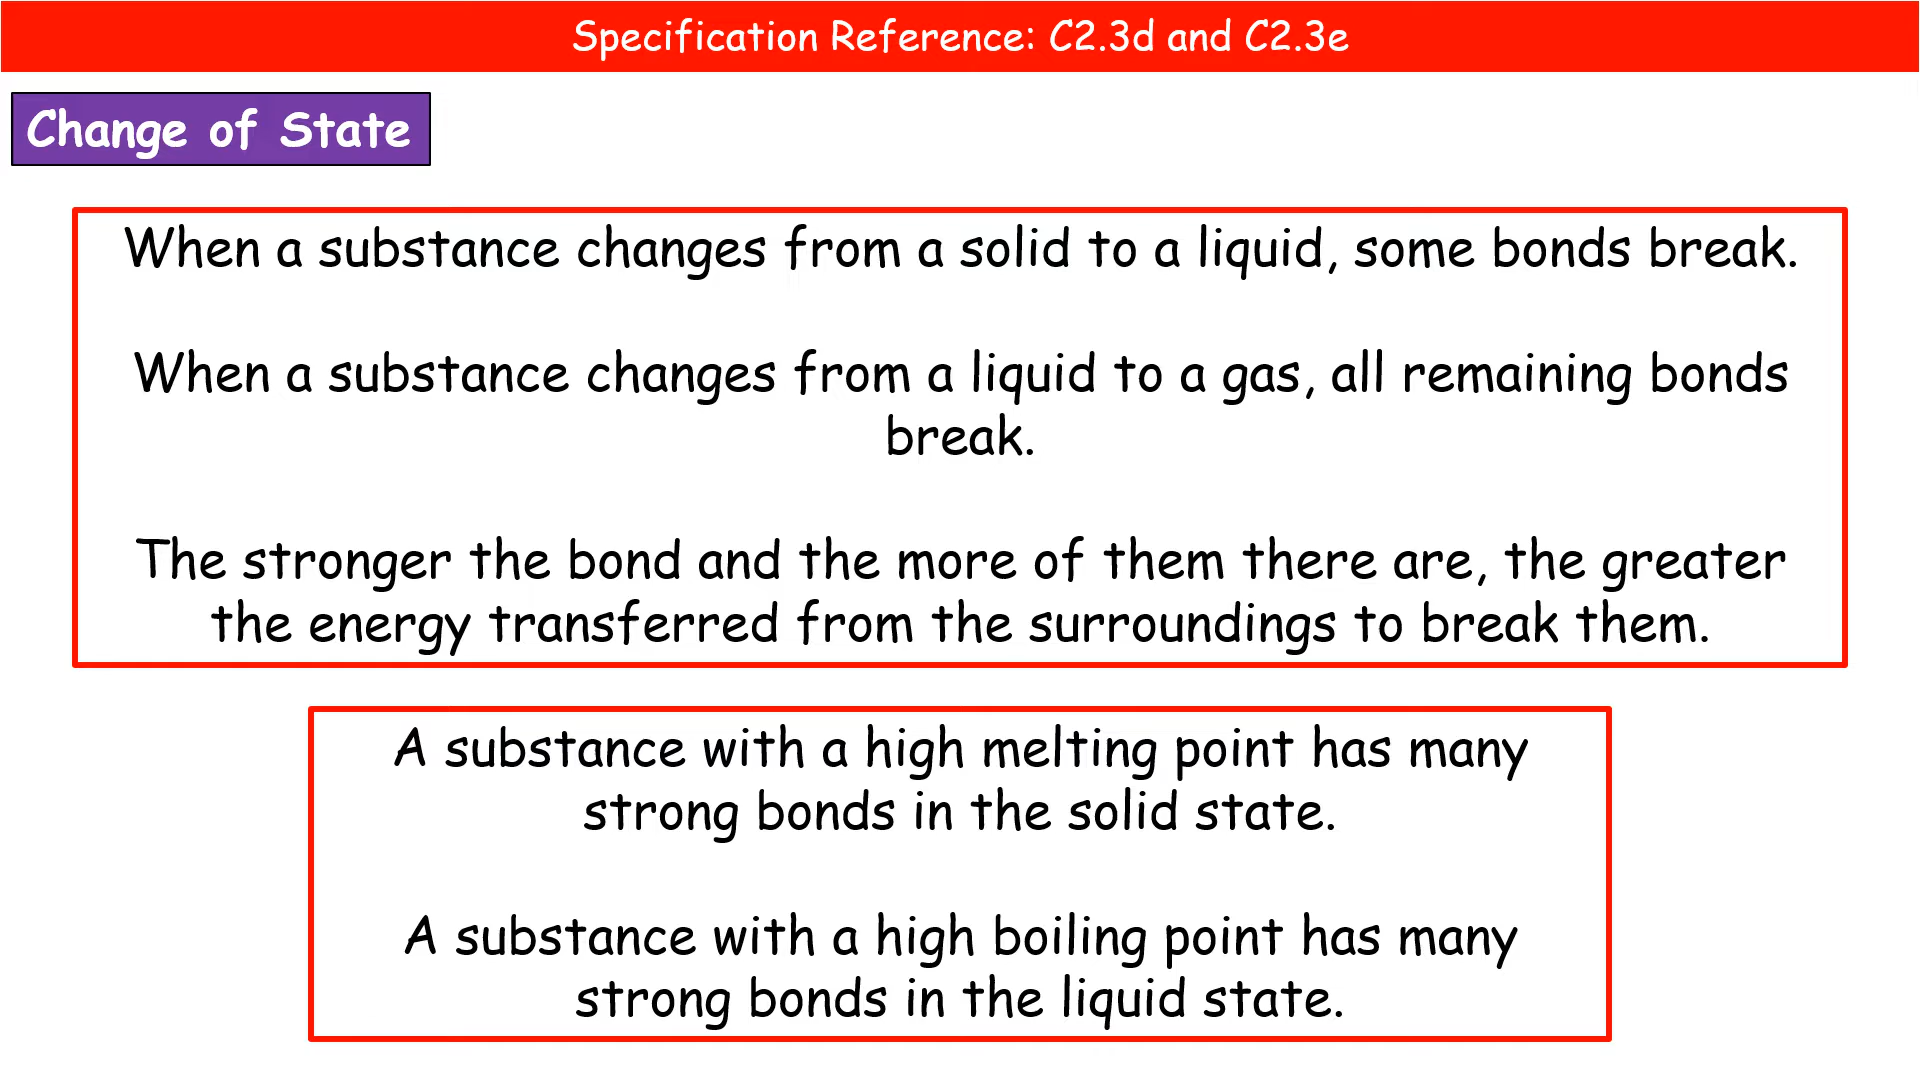 Specification Reference: C2.3d and C2.3e
Change of State
When a substance changes from a solid to a liquid, some bonds break.
When a substance changes from a liquid to a gas, all remaining bonds
break.
The stronger the bond and the more of them there are, the greater
the energy transferred from the surroundings to break them.
A substance with a high melting point has many
strong bonds in the solid state.
A substance with a high boiling point has many
strong bonds in the liquid state.